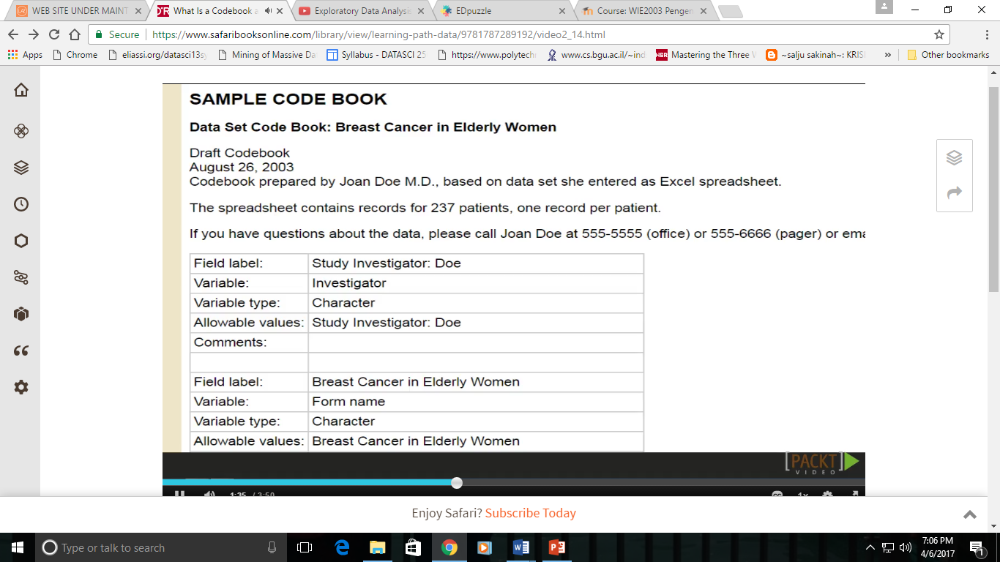 WEB SITE UNDER MAINT
What Is a Codebook a
Exploratory Data Analysis
EDpuzzle
Course: WIE2003 Pengen
Secure https://www.safaribooksonline.com/library/view/learning-path-data/9781787289192/video2_14.html
Apps Chrome eliassi.org/datasci13s Mining of Massive Da Syllabus - DATASCI 25 https://www.polytech www.cs.bgu.ac.il/~ind HBR Mastering the Three W ~salju sakinah~: KRIS » Other bookmarks
SAMPLE CODE BOOK
Data Set Code Book: Breast Cancer in Elderly Women
Draft Codebook
August 26, 2003
Codebook prepared by Joan Doe M.D., based on data set she entered as Excel spreadsheet.
The spreadsheet contains records for 237 patients, one record per patient.
If you have questions about the data, please call Joan Doe at 555-5555 (office) or 555-6666 (pager) or ema
Field label: Study Investigator: Doe
Variable: Investigator
Variable type: Character
Allowable values: Study Investigator: Doe
Comments:
Field label: Breast Cancer in Elderly Women
Variable: Form name
Variable type: Character
Allowable values: Breast Cancer in Elderly Women
[PACKT]
VIDEO
1:35 / 3:50 1x
Enjoy Safari? Subscribe Today
Type or talk to search
7:06 PM
4/6/2017
1